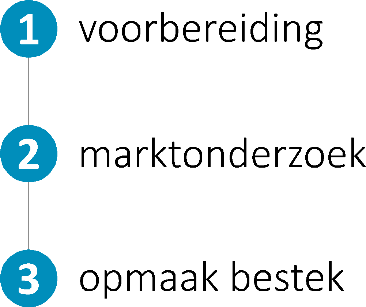 1 voorbereiding
2 marktonderzoek
3 opmaak bestek